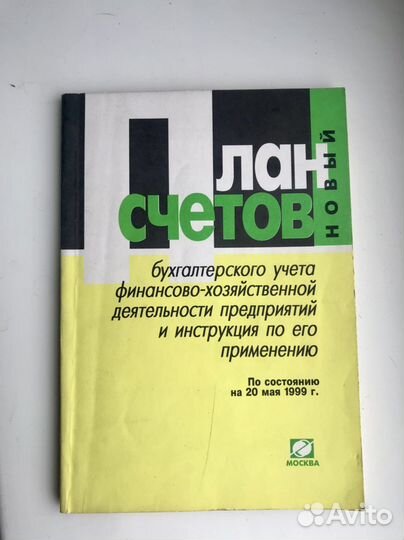 План
счетов
новый
бухгалтерского учета
финансово-хозяйственной
деятельности предприятий
и инструкция по его
применению
По состоянию
на 20 мая 1999 г.
МОСКВА
Avito